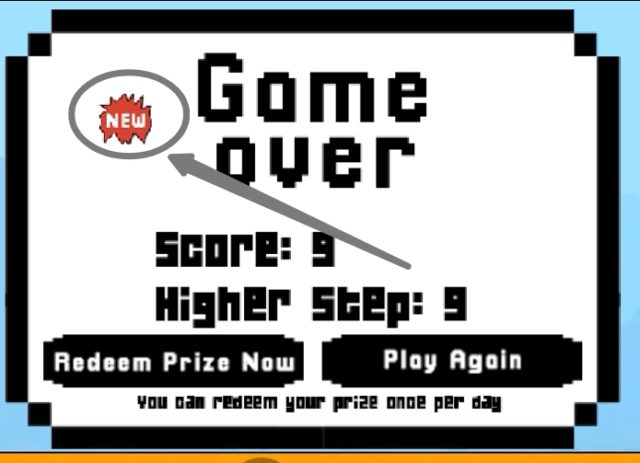 Game
NEW
over
Score: 9
Higher Step: 9
Redeem Prize Now
Play Again
You can redeem your prize once per day